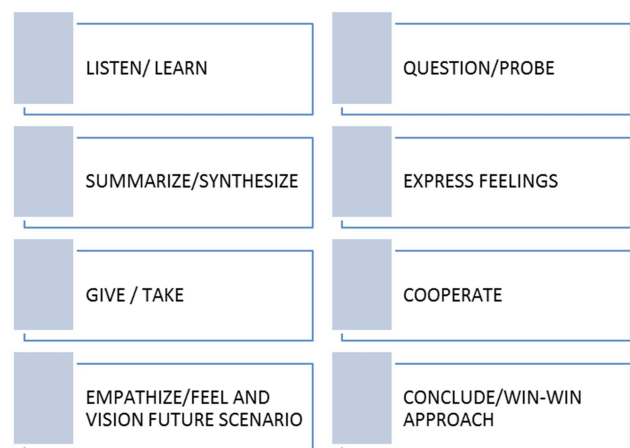 LISTEN/ LEARN
QUESTION/PROBE
SUMMARIZE/SYNTHESIZE
EXPRESS FEELINGS
GIVE / TAKE
COOPERATE
EMPATHIZE/FEEL AND
VISION FUTURE SCENARIO
CONCLUDE/WIN-WIN
APPROACH